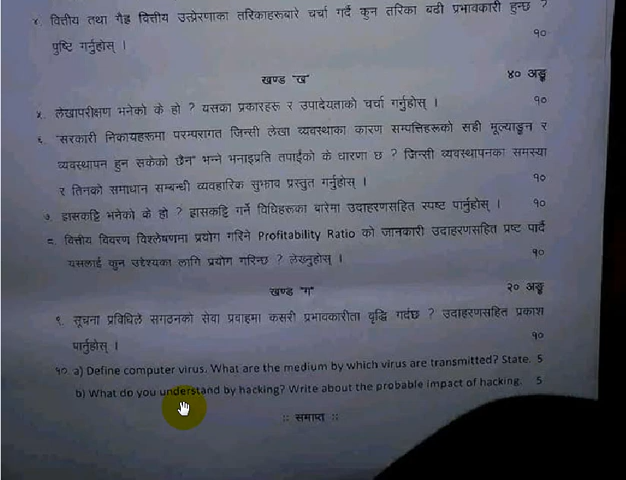 ४ वित्तीय तथा गैह्र वित्तीय उत्प्रेरणाका तरिकाहरूबारे चर्चा गर्दै कुन तरिका बढी प्रभावकारी हुन्छ ?
पुष्टि गर्नुहोस् । १०
खण्ड "ख" ४० अङ्क
५. लेखापरीक्षण भनेको के हो ? यसका प्रकारहरू र उपादेयताको चर्चा गर्नुहोस् । १०
६. "सरकारी निकायहरूमा परम्परागत जिन्सी लेखा व्यवस्थाका कारण सम्पत्तिहरूको सही मूल्याङ्कन र
व्यवस्थापन हुन सकेको छैन" भन्ने भनाइप्रति तपाईंको के धारणा छ ? जिन्सी व्यवस्थापनका समस्या
र तिनको समाधान सम्बन्धी व्यवहारिक सुझाव प्रस्तुत गर्नुहोस् । १०
७. ह्रासकट्टि भनेको के हो ? ह्रासकट्टि गर्ने विधिहरूका बारेमा उदाहरणसहित स्पष्ट पार्नुहोस् । १०
८. वित्तिय विवरण विश्लेषणमा प्रयोग गरिने Profitability Ratio को जानकारी उदाहरणसहित प्रष्ट पार्दै
यसलाई कुन उद्देश्यका लागि प्रयोग गरिन्छ ? लेख्नुहोस् । १०
खण्ड "ग" २० अङ्क
९. सूचना प्रविधिले संगठनको सेवा प्रवाहमा कसरी प्रभावकारीता वृद्धि गर्दछ ? उदाहरणसहित प्रकाश
पार्नुहोस् । १०
१० a) Define computer virus. What are the medium by which virus are transmitted? State. 5
b) What do you understand by hacking? Write about the probable impact of hacking. 5
:: समाप्त ::